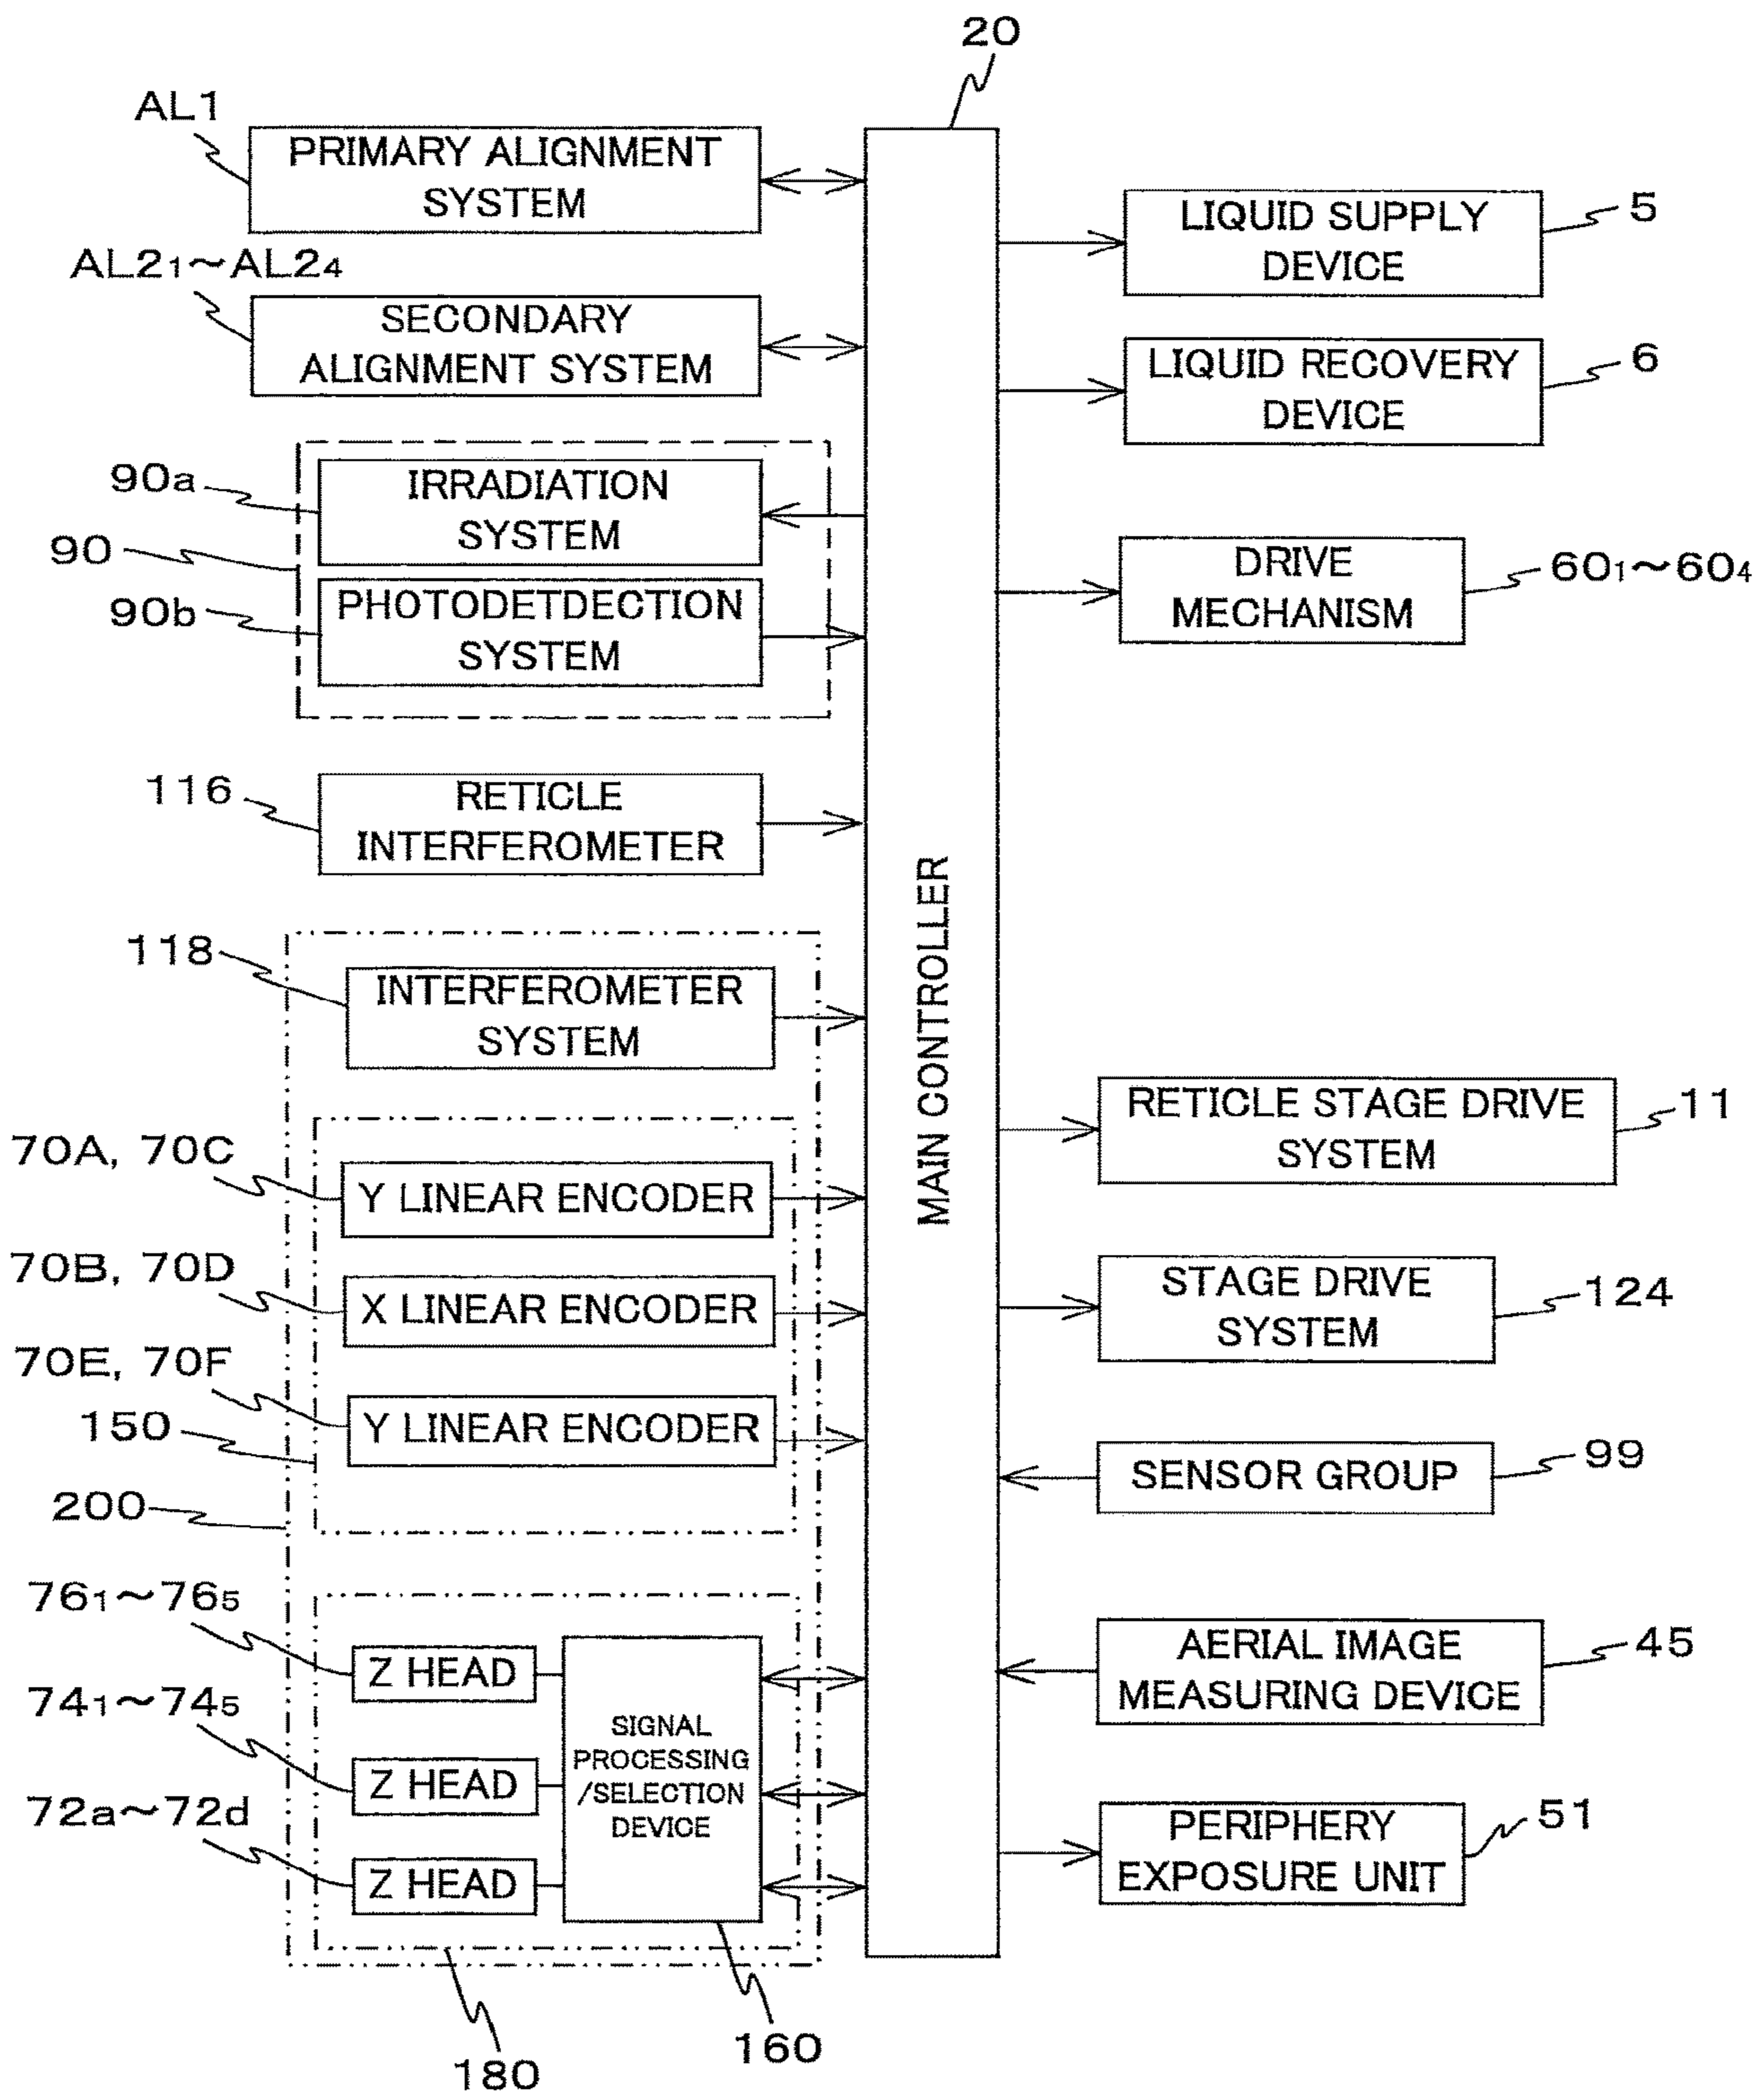 20
AL1
PRIMARY ALIGNMENT
SYSTEM
AL2₁～AL2₄
SECONDARY
ALIGNMENT SYSTEM
90a
IRRADIATION
SYSTEM
90
90b
PHOTODETDECTION
SYSTEM
116
RETICLE
INTERFEROMETER
118
INTERFEROMETER
SYSTEM
70A, 70C
Y LINEAR ENCODER
70B, 70D
X LINEAR ENCODER
70E, 70F
Y LINEAR ENCODER
150
200
76₁～76₅
Z HEAD
74₁～74₅
Z HEAD
72a～72d
Z HEAD
SIGNAL
PROCESSING
/SELECTION
DEVICE
180
160
MAIN CONTROLLER
LIQUID SUPPLY
DEVICE
5
LIQUID RECOVERY
DEVICE
6
DRIVE
MECHANISM
60₁～60₄
RETICLE STAGE DRIVE
SYSTEM
11
STAGE DRIVE
SYSTEM
124
SENSOR GROUP
99
AERIAL IMAGE
MEASURING DEVICE
45
PERIPHERY
EXPOSURE UNIT
51